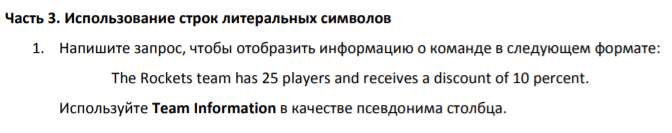 Часть 3. Использование строк литеральных символов
1. Напишите запрос, чтобы отобразить информацию о команде в следующем формате:
The Rockets team has 25 players and receives a discount of 10 percent.
Используйте Team Information в качестве псевдонима столбца.